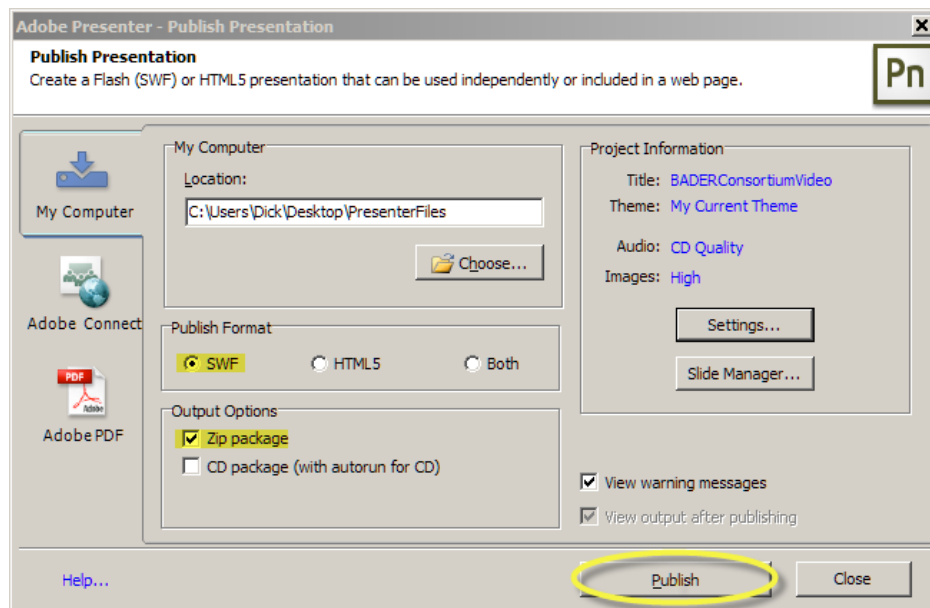 Adobe Presenter - Publish Presentation
Publish Presentation
Create a Flash (SWF) or HTML5 presentation that can be used independently or included in a web page.
Pn
My Computer
Adobe Connect
PDF
Adobe
Adobe PDF
My Computer
Location:
C:\Users\Dick\Desktop\PresenterFiles
Choose...
Publish Format
SWF HTML5 Both
Output Options
Zip package
CD package (with autorun for CD)
Project Information
Title: BADERConsortiumVideo
Theme: My Current Theme
Audio: CD Quality
Images: High
Settings...
Slide Manager...
View warning messages
View output after publishing
Help...
Publish
Close